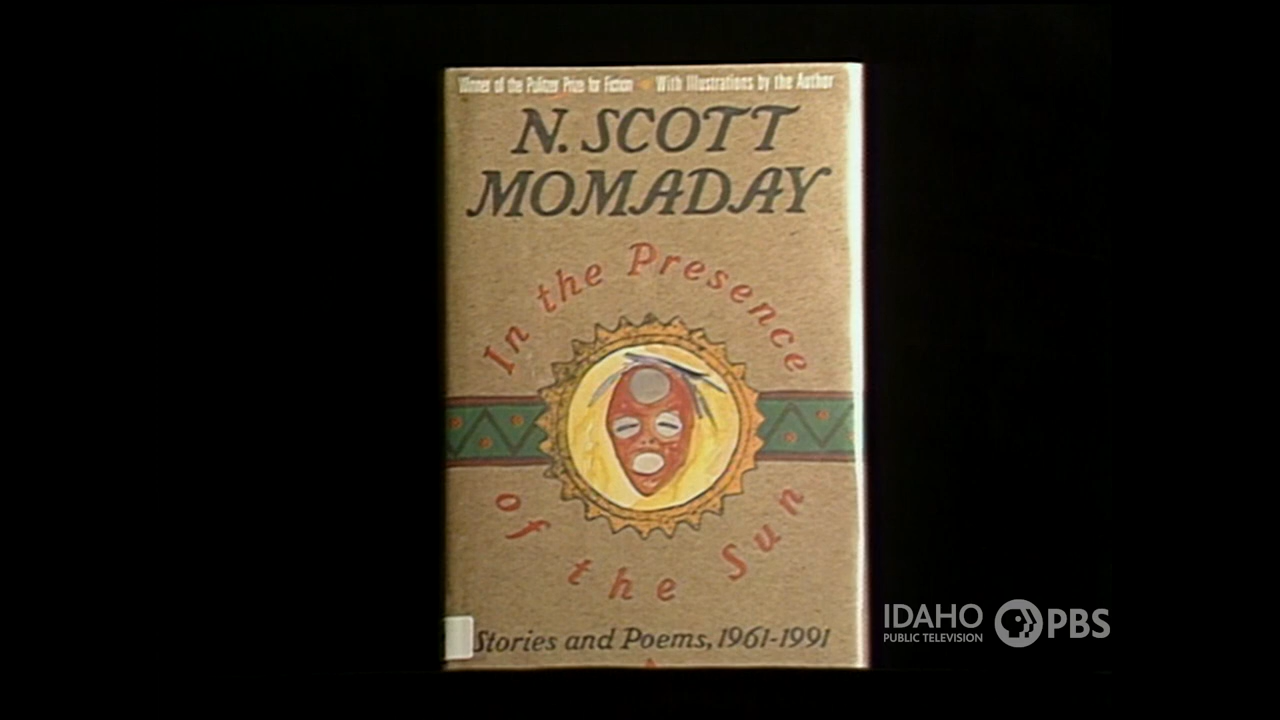 Winner of the Pulitzer Prize for Fiction With Illustrations by the Author
N. SCOTT
MOMADAY
In the Presence
of the Sun
Stories and Poems, 1961-1991
IDAHO
PUBLIC TELEVISION
PBS